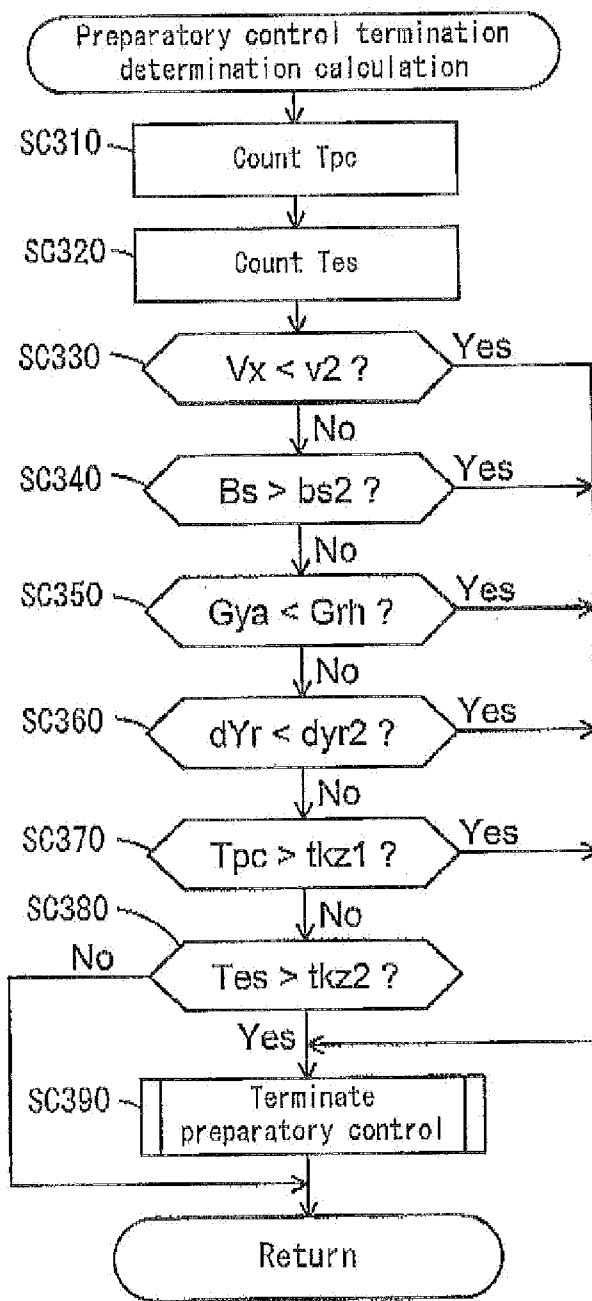 Preparatory control termination
determination calculation
SC310
Count Tpc
SC320
Count Tes
SC330
Vx < v2 ?
Yes
No
SC340
Bs > bs2 ?
Yes
No
SC350
Gya < Grh ?
Yes
No
SC360
dYr < dyr2 ?
Yes
No
SC370
Tpc > tkz1 ?
Yes
No
SC380
No
Tes > tkz2 ?
Yes
SC390
Terminate
preparatory control
Return